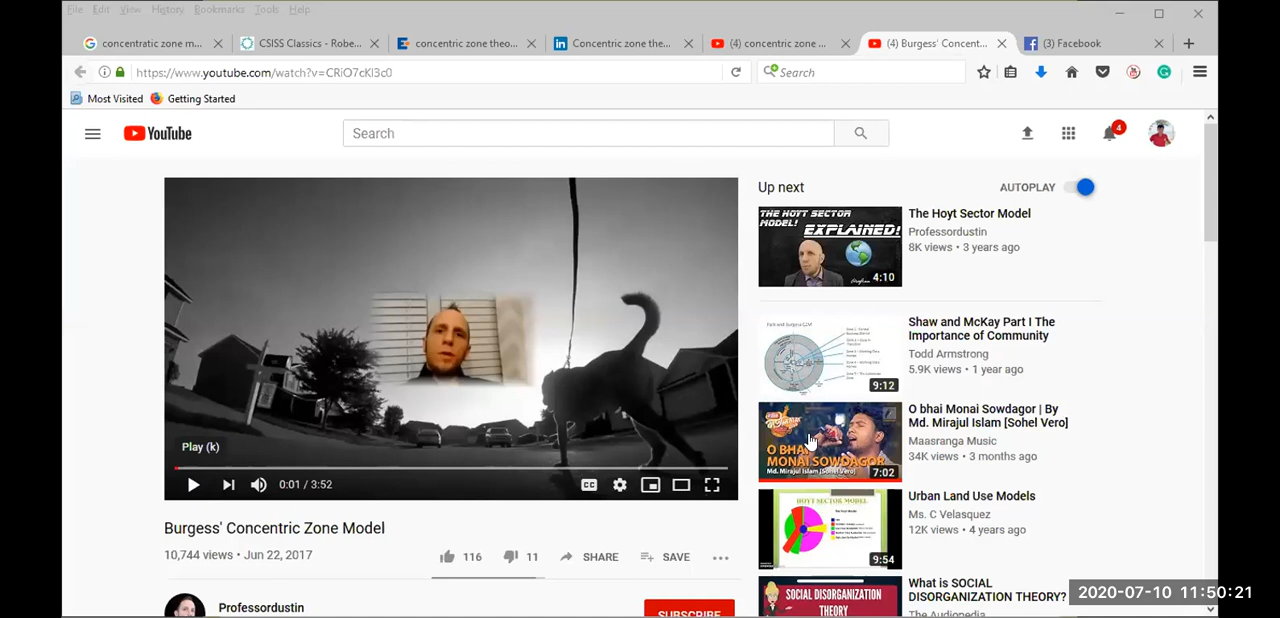 File Edit View History Bookmarks Tools Help
concentratic zone m...
CSISS Classics - Robe...
concentric zone theo...
Concentric zone the...
(4) concentric zone ...
(4) Burgess' Concent...
(3) Facebook
https://www.youtube.com/watch?v=CRiO7cKl3c0
Search
Most Visited
Getting Started
YouTube
Search
4
Up next
AUTOPLAY
THE HOYT SECTOR
MODEL!
EXPLAINED!
4:10
The Hoyt Sector Model
Professordustin
8K views • 3 years ago
9:12
Shaw and McKay Part I The
Importance of Community
Todd Armstrong
5.9K views • 1 year ago
O BHAI
MONAI SOWDAGOR
Md. Mirajul Islam [Sohel Vero]
7:02
O bhai Monai Sowdagor | By
Md. Mirajul Islam [Sohel Vero]
Maasranga Music
34K views • 3 months ago
HOYT SECTOR MODEL
9:54
Urban Land Use Models
Ms. C Velasquez
12K views • 4 years ago
SOCIAL DISORGANIZATION
THEORY
What is SOCIAL
DISORGANIZATION THEORY?
The Audiopedia
Play (k)
0:01 / 3:52
Burgess' Concentric Zone Model
10,744 views • Jun 22, 2017
116
11
SHARE
SAVE
Professordustin
SUBSCRIBE
2020-07-10 11:50:21